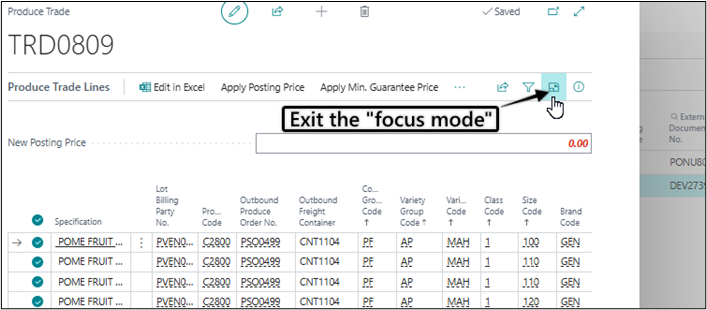 Produce Trade
Saved
TRD0809
Produce Trade Lines
Edit in Excel
Apply Posting Price
Apply Min. Guarantee Price
...
Exit the "focus mode"
New Posting Price
0.00
Extern
Docume
No.
PONU80
DEV2739
Specification
Lot
Billing
Party
No.
Pro...
Code
Outbound
Produce
Order No.
Outbound
Freight
Container
Co...
Gro...
Code
↑
Variety
Group
Code ↑
Vari...
Code
↑
Class
Code
↑
Size
Code
↑
Brand
Code
POME FRUIT ... PVEN0... C2800 PSO0499 CNT1104 PF AP MAH 1 100 GEN
POME FRUIT ... PVEN0... C2800 PSO0499 CNT1104 PF AP MAH 1 110 GEN
POME FRUIT ... PVEN0... C2800 PSO0499 CNT1104 PF AP MAH 1 110 GEN
POME FRUIT ... PVEN0... C2800 PSO0499 CNT1104 PF AP MAH 1 120 GEN